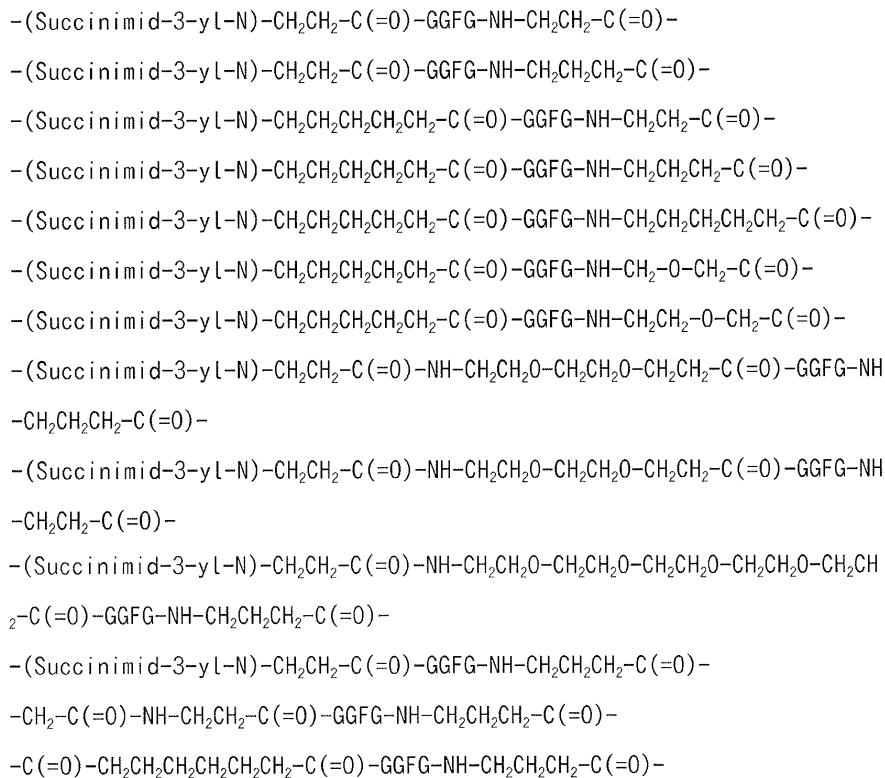 -(Succinimid-3-yl-N)-CH₂CH₂-C(=O)-GGFG-NH-CH₂CH₂-C(=O)-
-(Succinimid-3-yl-N)-CH₂CH₂-C(=O)-GGFG-NH-CH₂CH₂CH₂-C(=O)-
-(Succinimid-3-yl-N)-CH₂CH₂CH₂CH₂CH₂-C(=O)-GGFG-NH-CH₂CH₂-C(=O)-
-(Succinimid-3-yl-N)-CH₂CH₂CH₂CH₂CH₂-C(=O)-GGFG-NH-CH₂CH₂CH₂-C(=O)-
-(Succinimid-3-yl-N)-CH₂CH₂CH₂CH₂CH₂-C(=O)-GGFG-NH-CH₂CH₂CH₂CH₂CH₂-C(=O)-
-(Succinimid-3-yl-N)-CH₂CH₂CH₂CH₂CH₂-C(=O)-GGFG-NH-CH₂-O-CH₂-C(=O)-
-(Succinimid-3-yl-N)-CH₂CH₂CH₂CH₂CH₂-C(=O)-GGFG-NH-CH₂CH₂-O-CH₂-C(=O)-
-(Succinimid-3-yl-N)-CH₂CH₂-C(=O)-NH-CH₂CH₂O-CH₂CH₂O-CH₂CH₂-C(=O)-GGFG-NH
-CH₂CH₂CH₂-C(=O)-
-(Succinimid-3-yl-N)-CH₂CH₂-C(=O)-NH-CH₂CH₂O-CH₂CH₂O-CH₂CH₂-C(=O)-GGFG-NH
-CH₂CH₂-C(=O)-
-(Succinimid-3-yl-N)-CH₂CH₂-C(=O)-NH-CH₂CH₂O-CH₂CH₂O-CH₂CH₂O-CH₂CH₂O-CH₂CH
₂-C(=O)-GGFG-NH-CH₂CH₂CH₂-C(=O)-
-(Succinimid-3-yl-N)-CH₂CH₂-C(=O)-GGFG-NH-CH₂CH₂CH₂-C(=O)-
-CH₂-C(=O)-NH-CH₂CH₂-C(=O)-GGFG-NH-CH₂CH₂CH₂-C(=O)-
-C(=O)-CH₂CH₂CH₂CH₂CH₂CH₂-C(=O)-GGFG-NH-CH₂CH₂CH₂-C(=O)-